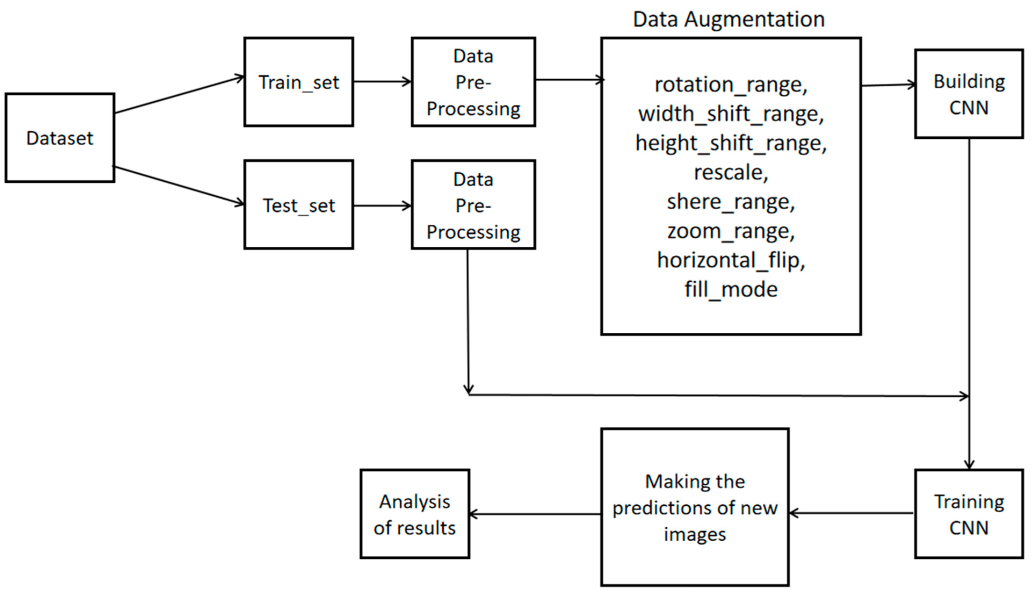 Data Augmentation
Dataset
Train_set
Data
Pre-
Processing
rotation_range,
width_shift_range,
height_shift_range,
rescale,
shere_range,
zoom_range,
horizontal_flip,
fill_mode
Building
CNN
Test_set
Data
Pre-
Processing
Analysis
of results
Making the
predictions of new
images
Training
CNN